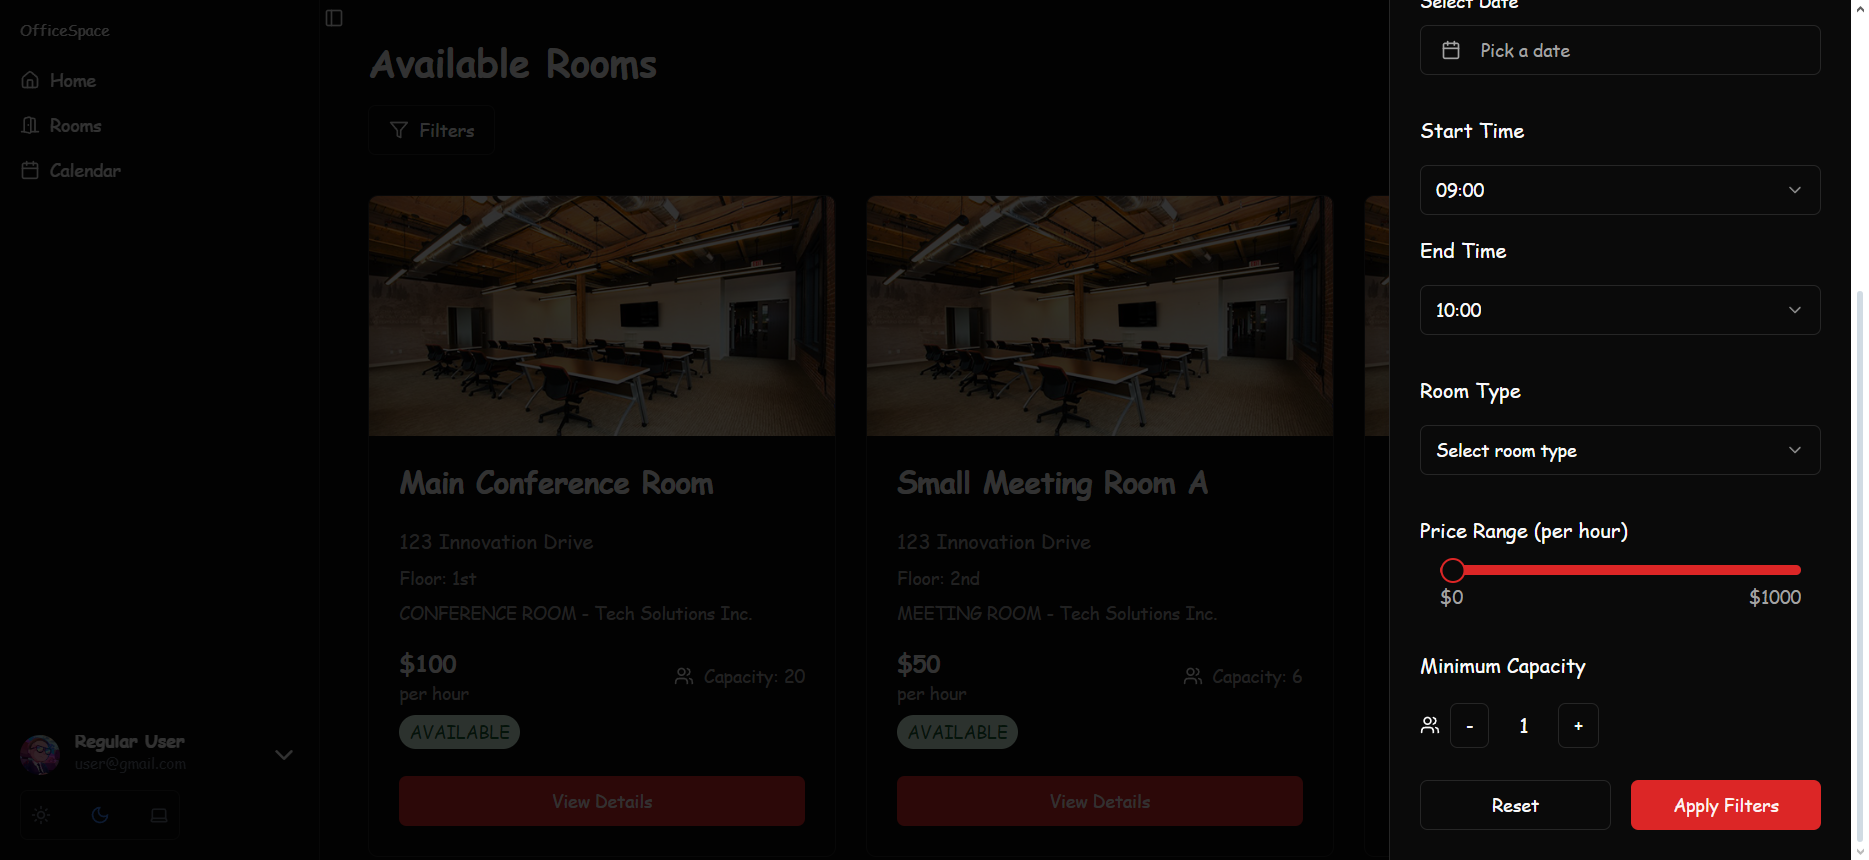 OfficeSpace
Home
Rooms
Calendar
Regular User
user@gmail.com
Available Rooms
Filters
Main Conference Room
123 Innovation Drive
Floor: 1st
CONFERENCE ROOM - Tech Solutions Inc.
$100
per hour
Capacity: 20
AVAILABLE
View Details
Small Meeting Room A
123 Innovation Drive
Floor: 2nd
MEETING ROOM - Tech Solutions Inc.
$50
per hour
Capacity: 6
AVAILABLE
View Details
Select Date
Pick a date
Start Time
09:00
End Time
10:00
Room Type
Select room type
Price Range (per hour)
$0 $1000
Minimum Capacity
- 1 +
Reset Apply Filters